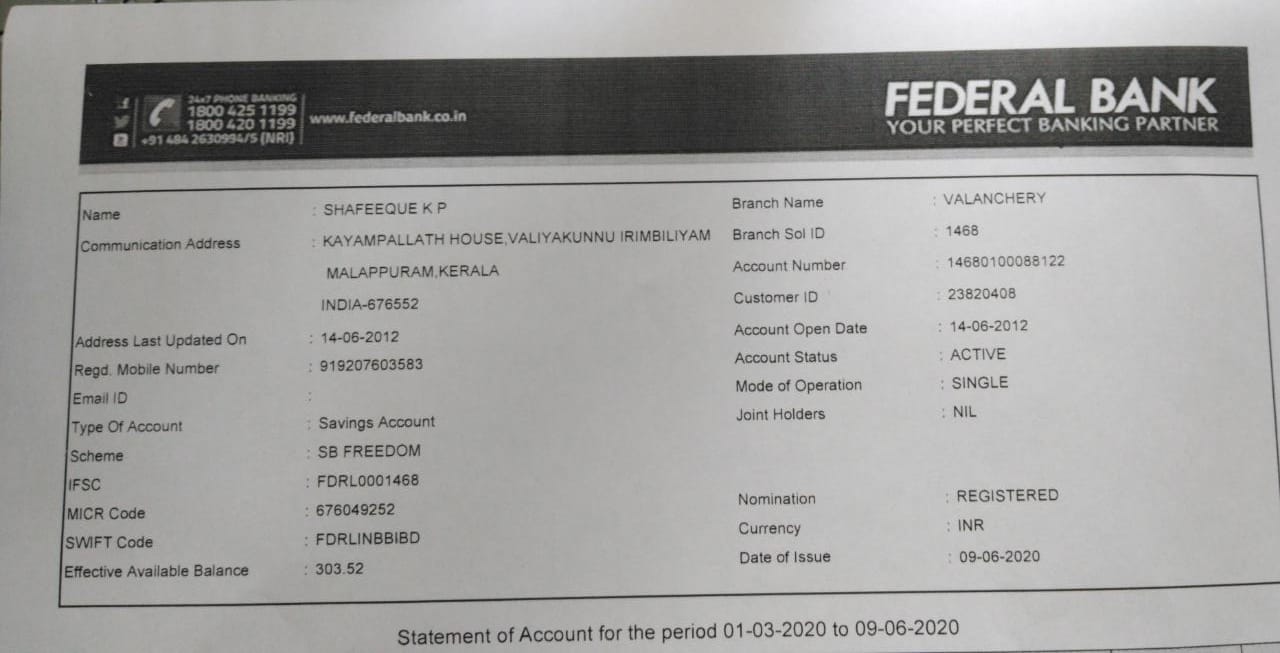 24x7 PHONE BANKING
1800 425 1199
1800 420 1199
+91 484 2630994/5 (NRI)
www.federalbank.co.in
FEDERAL BANK
YOUR PERFECT BANKING PARTNER
Name : SHAFEEQUE K P
Communication Address : KAYAMPALLATH HOUSE,VALIYAKUNNU IRIMBILIYAM
MALAPPURAM,KERALA
INDIA-676552
Address Last Updated On : 14-06-2012
Regd. Mobile Number : 919207603583
Email ID :
Type Of Account : Savings Account
Scheme : SB FREEDOM
IFSC : FDRL0001468
MICR Code : 676049252
SWIFT Code : FDRLINBBIBD
Effective Available Balance : 303.52
Branch Name : VALANCHERY
Branch Sol ID : 1468
Account Number : 14680100088122
Customer ID : 23820408
Account Open Date : 14-06-2012
Account Status : ACTIVE
Mode of Operation : SINGLE
Joint Holders : NIL
Nomination : REGISTERED
Currency : INR
Date of Issue : 09-06-2020
Statement of Account for the period 01-03-2020 to 09-06-2020